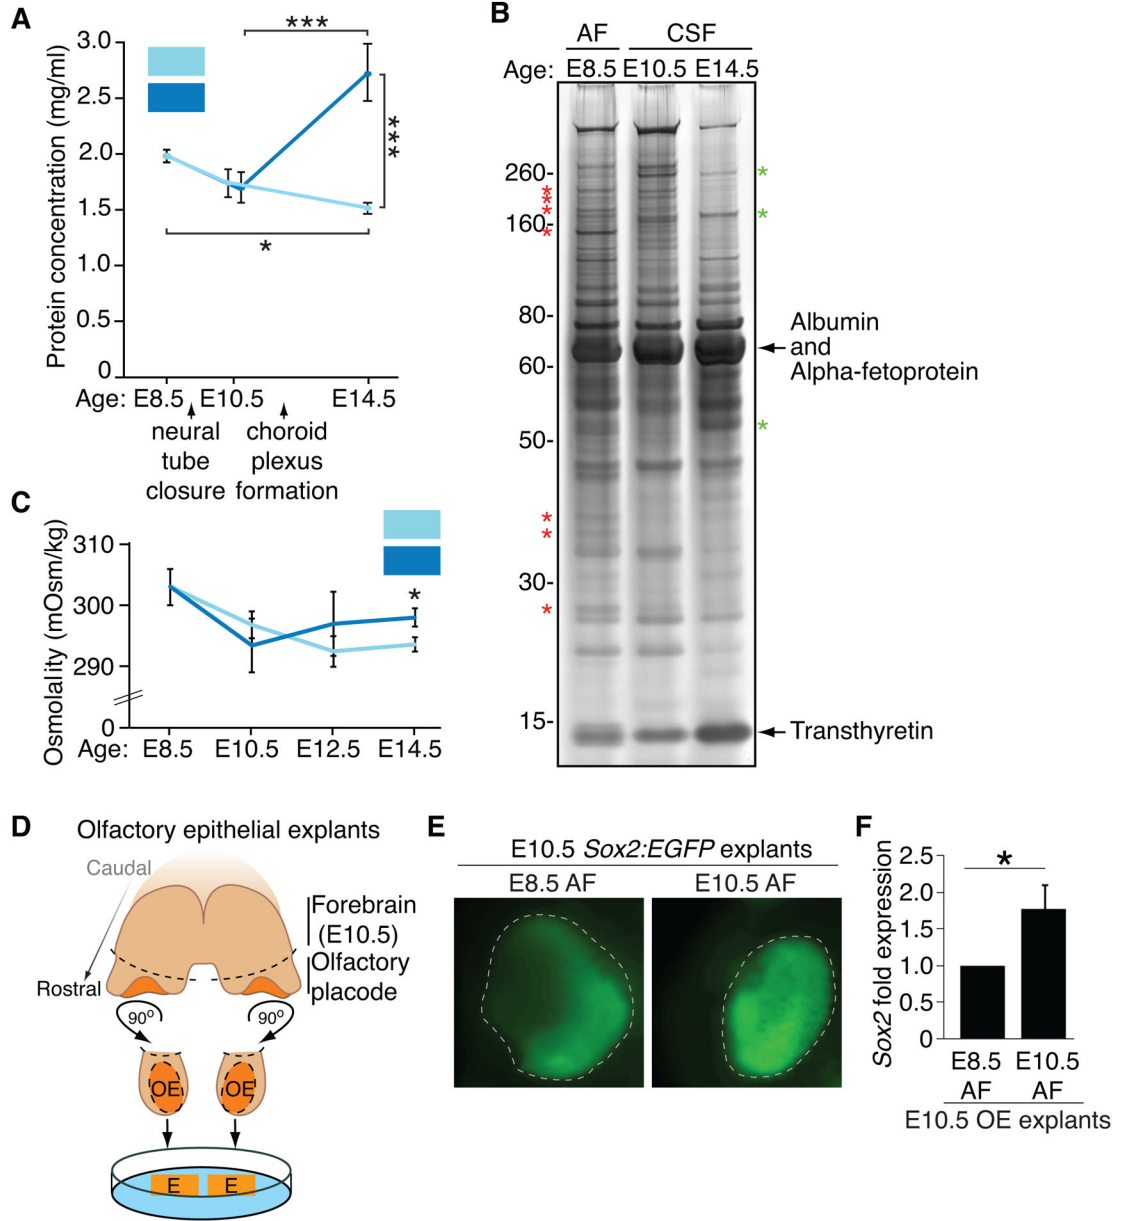 A
***
3.0
2.5
2.0
1.5
1.0
0.5
0
Protein concentration (mg/ml)
***
*
Age: E8.5 E10.5 E14.5
neural
tube
closure
choroid
plexus
formation
B
AF CSF
Age: E8.5 E10.5 E14.5
260-
160-
80-
60-
50-
30-
15-
*
*
*
*
*
*
*
*
*
*
Albumin
and
Alpha-fetoprotein
Transthyretin
C
Osmolality (mOsm/kg)
310
300
290
0
*
Age: E8.5 E10.5 E12.5 E14.5
D
Olfactory epithelial explants
Caudal
Rostral
Forebrain
(E10.5)
Olfactory
placode
90º 90º
OE OE
E E
E
E10.5 Sox2:EGFP explants
E8.5 AF E10.5 AF
F
Sox2 fold expression
2.5
2.0
1.5
1.0
0.5
0
*
E8.5 E10.5
AF AF
E10.5 OE explants